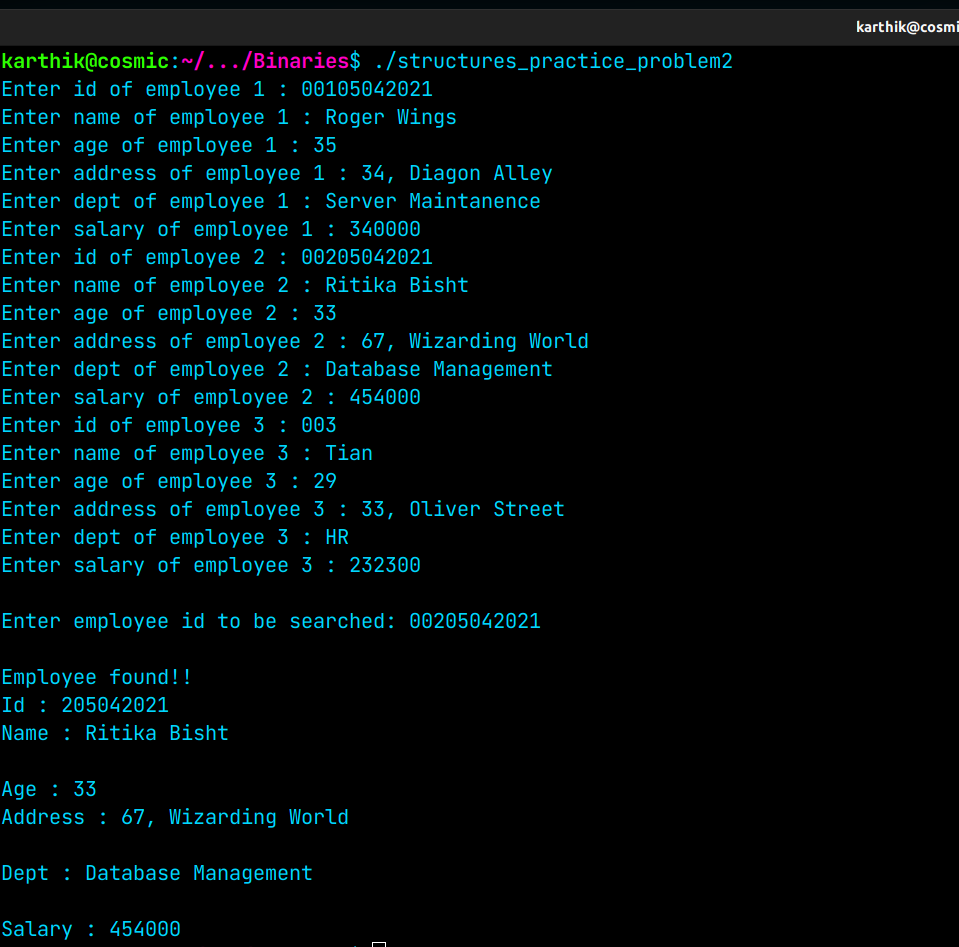 karthik@cosmi
karthik@cosmic:~/.../Binaries$ ./structures_practice_problem2
Enter id of employee 1 : 00105042021
Enter name of employee 1 : Roger Wings
Enter age of employee 1 : 35
Enter address of employee 1 : 34, Diagon Alley
Enter dept of employee 1 : Server Maintanence
Enter salary of employee 1 : 340000
Enter id of employee 2 : 00205042021
Enter name of employee 2 : Ritika Bisht
Enter age of employee 2 : 33
Enter address of employee 2 : 67, Wizarding World
Enter dept of employee 2 : Database Management
Enter salary of employee 2 : 454000
Enter id of employee 3 : 003
Enter name of employee 3 : Tian
Enter age of employee 3 : 29
Enter address of employee 3 : 33, Oliver Street
Enter dept of employee 3 : HR
Enter salary of employee 3 : 232300
Enter employee id to be searched: 00205042021
Employee found!!
Id : 205042021
Name : Ritika Bisht
Age : 33
Address : 67, Wizarding World
Dept : Database Management
Salary : 454000